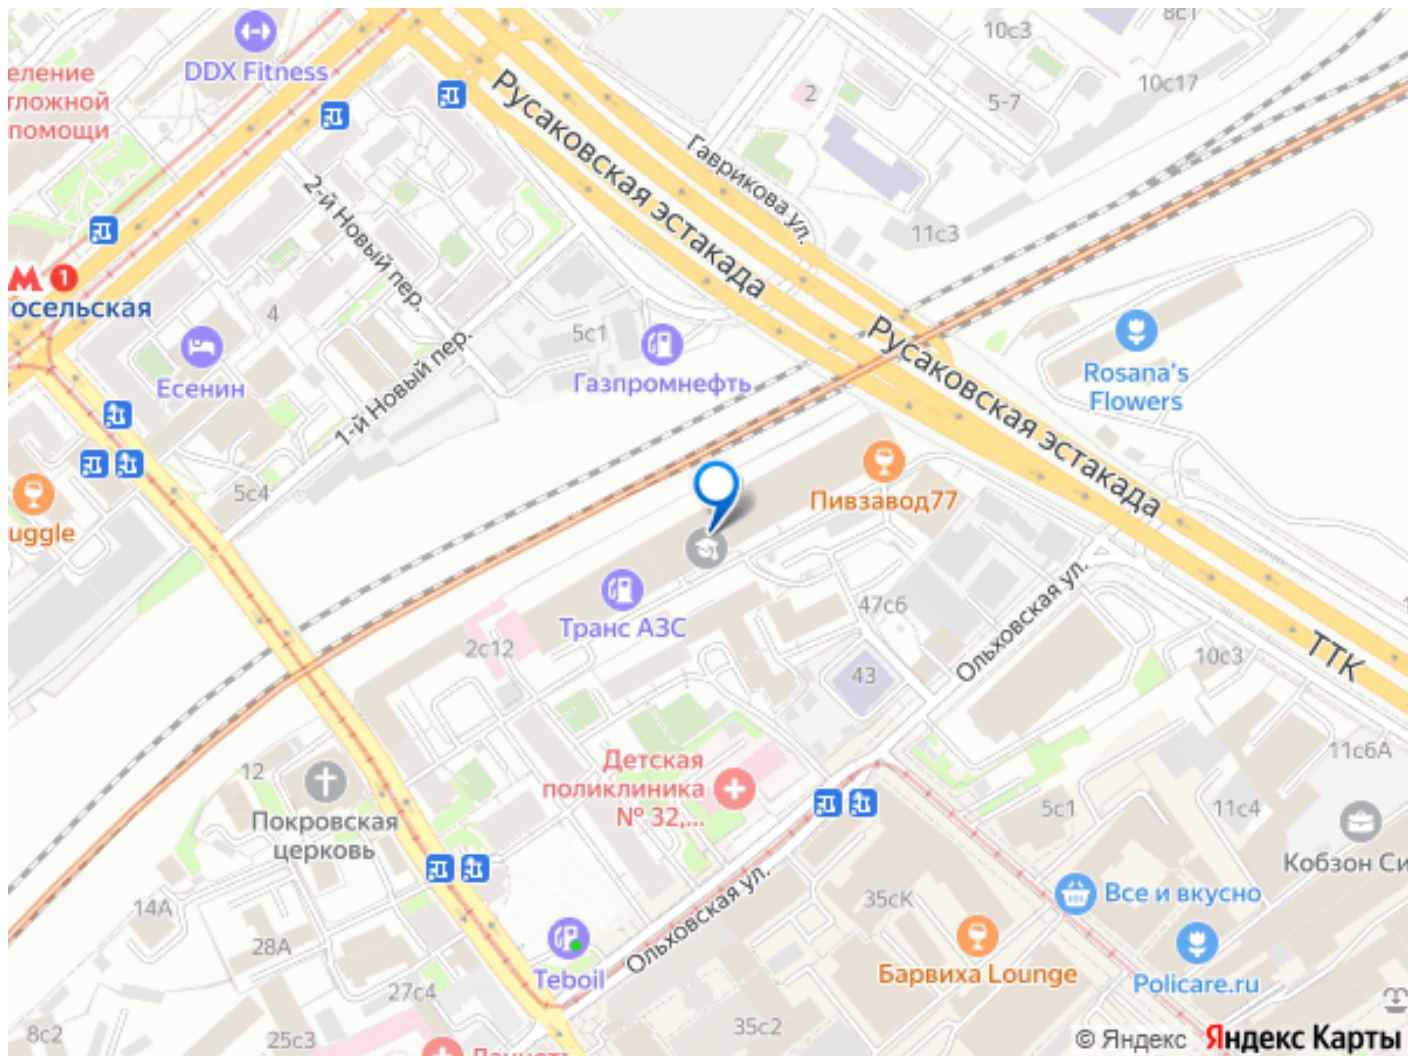 8с1
10с3
DDX Fitness
еление
тложной
помощи
10с17
5-7
2
Русаковская эстакада
Гаврикова ул.
2-й Новый пер.
11с3
М 1
осельская
4
5с1
1-й Новый пер.
Есенин
Газпромнефть
Русаковская эстакада
Rosana's
Flowers
5с4
uggle
Пивзавод77
Транс АЗС
47с6
Ольховская ул.
ТТК
2с12
43
10с3
Детская
поликлиника
№ 32,...
12
Покровская
церковь
11с6А
5с1
11с4
Кобзон Си
14А
28А
35сК
Все и вкусно
Ольховская ул.
Teboil
Барвиха Lounge
Policare.ru
27с4
8с2
25с3
35с2
© Яндекс Яндекс Карты